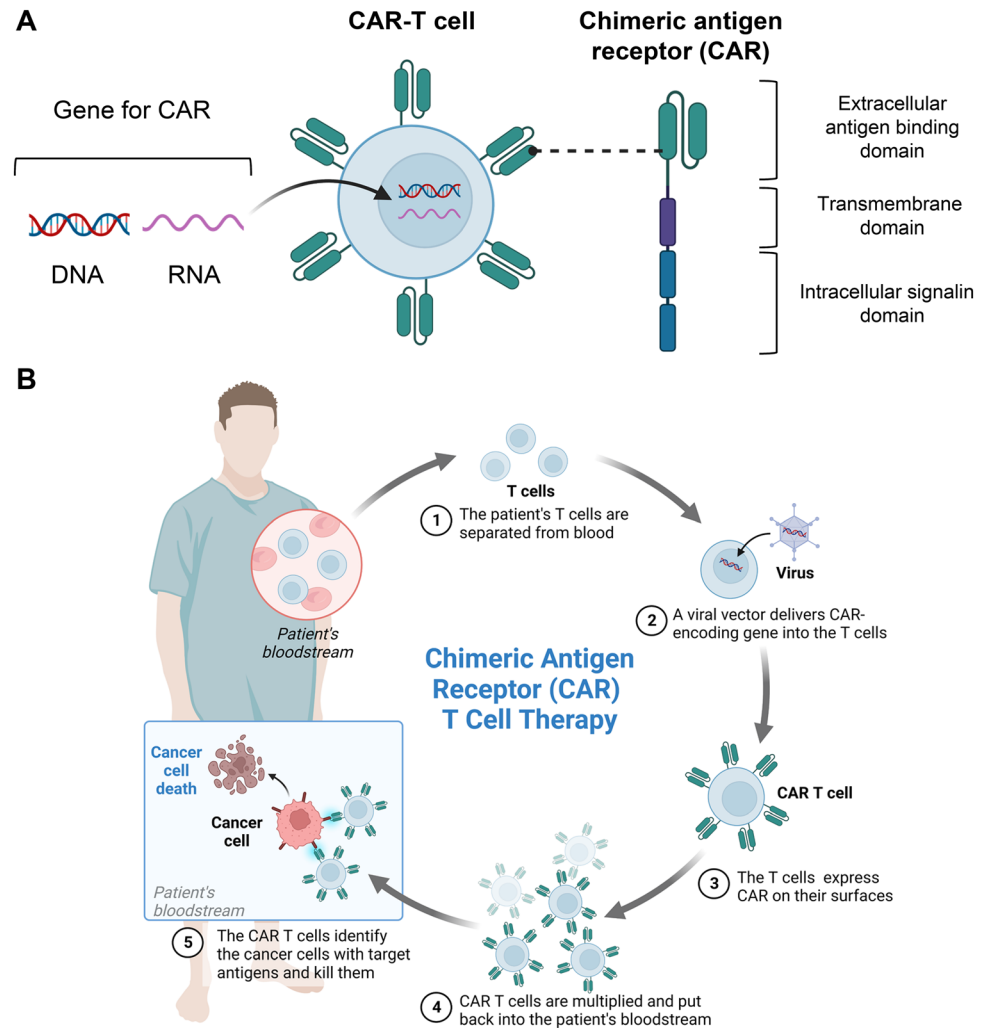 A
CAR-T cell
Chimeric antigen
receptor (CAR)
Gene for CAR
DNA
RNA
Extracellular
antigen binding
domain
Transmembrane
domain
Intracellular signalin
domain
B
T cells
1
The patient's T cells are
separated from blood
Virus
2
A viral vector delivers CAR-
encoding gene into the T cells
Patient's
bloodstream
Chimeric Antigen
Receptor (CAR)
T Cell Therapy
CAR T cell
3
The T cells express
CAR on their surfaces
4
CAR T cells are multiplied and put
back into the patient's bloodstream
Cancer
cell
death
Cancer
cell
Patient's
bloodstream
5
The CAR T cells identify
the cancer cells with target
antigens and kill them